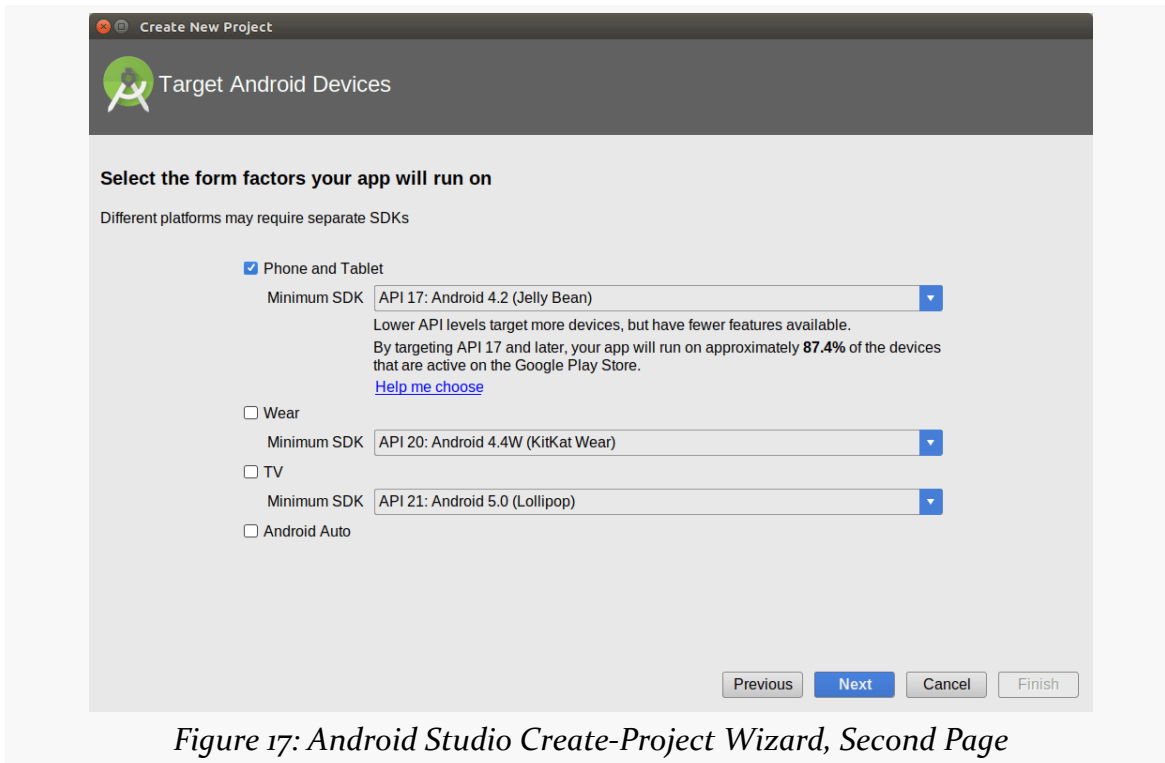 Create New Project
Target Android Devices
Select the form factors your app will run on
Different platforms may require separate SDKs
Phone and Tablet
Minimum SDK API 17: Android 4.2 (Jelly Bean)
Lower API levels target more devices, but have fewer features available.
By targeting API 17 and later, your app will run on approximately 87.4% of the devices
that are active on the Google Play Store.
Help me choose
Wear
Minimum SDK API 20: Android 4.4W (KitKat Wear)
TV
Minimum SDK API 21: Android 5.0 (Lollipop)
Android Auto
Previous Next Cancel Finish
Figure 17: Android Studio Create-Project Wizard, Second Page